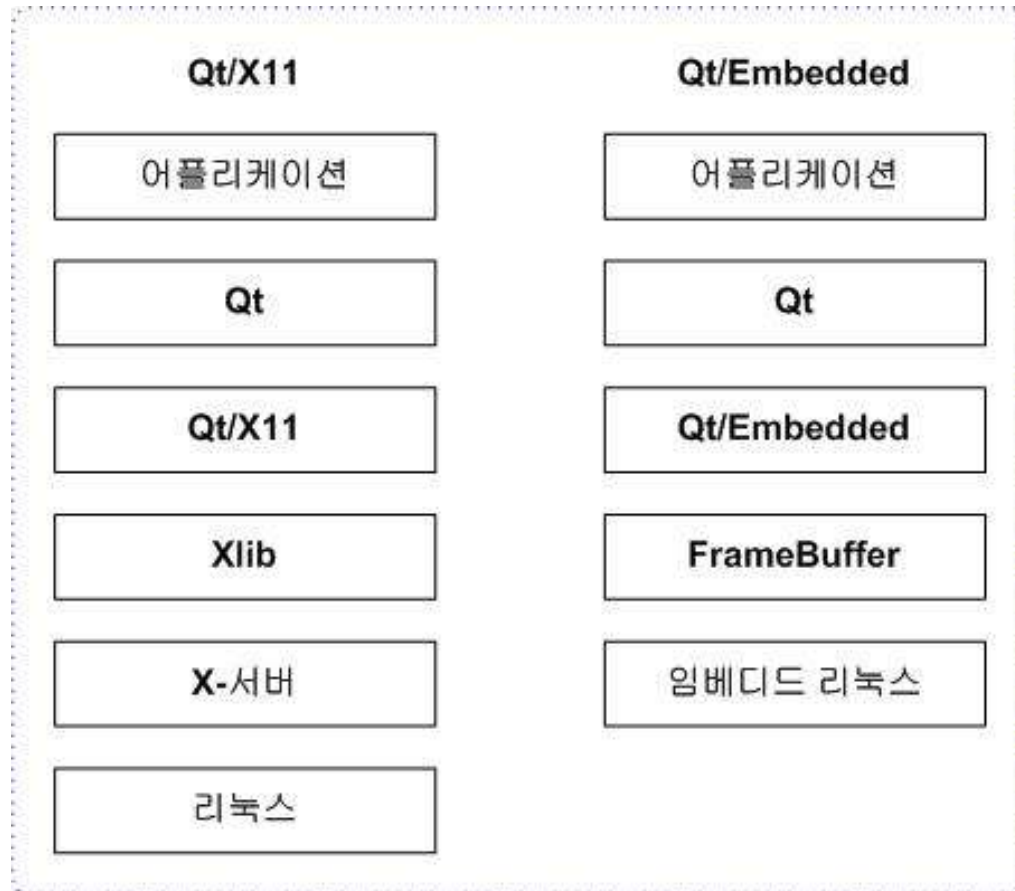 Qt/X11
어플리케이션
Qt
Qt/X11
Xlib
X-서버
리눅스
Qt/Embedded
어플리케이션
Qt
Qt/Embedded
FrameBuffer
임베디드 리눅스